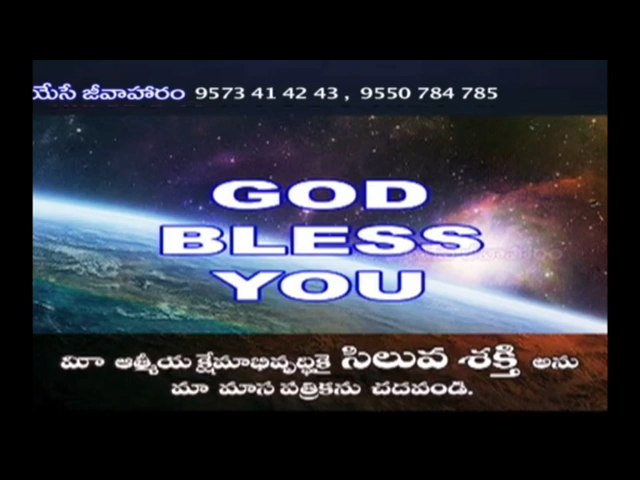 యేసే జీవాహారం 9573 41 42 43 , 9550 784 785
GOD
BLESS
YOU
మీ ఆత్మీయ క్షేమాభివృద్ధికై సిలువ శక్తి అను
మా మాస పత్రికను చదవండి.